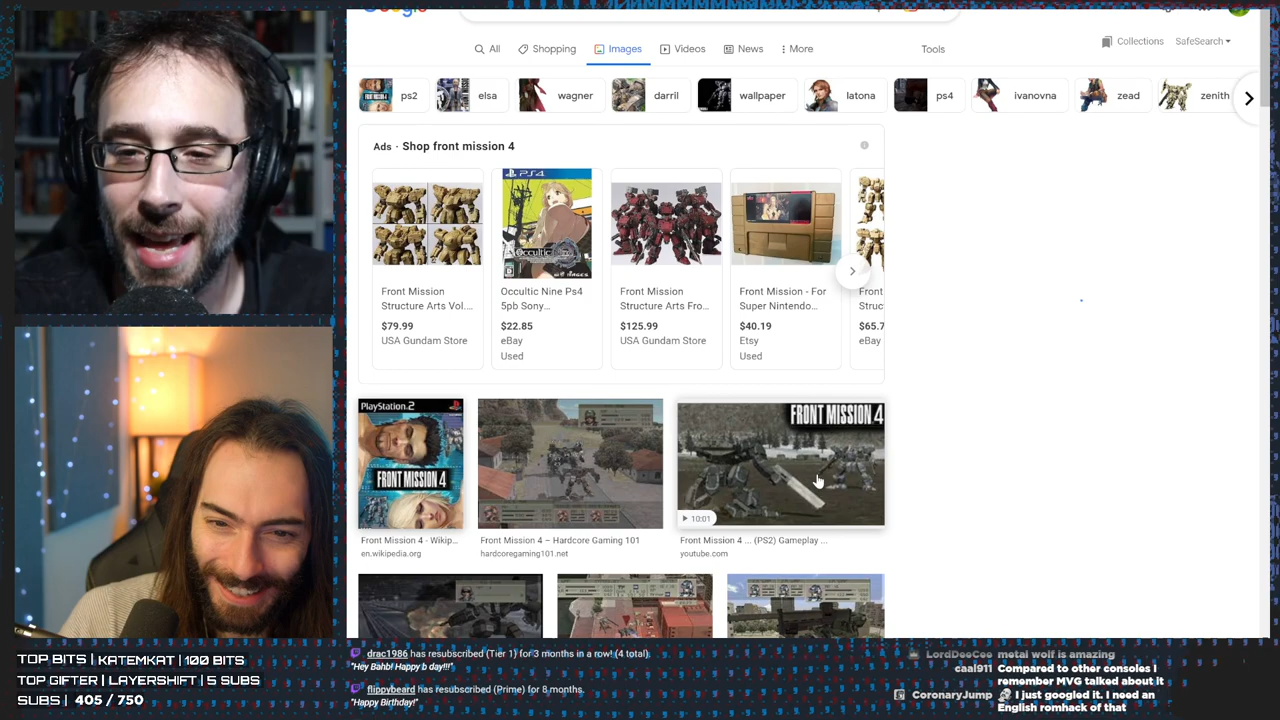 Google
All
Shopping
Images
Videos
News
More
Tools
Collections
SafeSearch
ps2
elsa
wagner
darril
wallpaper
latona
ps4
ivanovna
zead
zenith
Ads · Shop front mission 4
PS4
Occultic
Front Mission
Structure Arts Vol....
$79.99
USA Gundam Store
Occultic Nine Ps4
5pb Sony...
$22.85
eBay
Used
Front Mission
Structure Arts Fro...
$125.99
USA Gundam Store
Front Mission - For
Super Nintendo...
$40.19
Etsy
Used
Front
Struct
$65.7
eBay
PlayStation 2
FRONT MISSION 4
FRONT MISSION 4
10:01
Front Mission 4 - Wikip...
en.wikipedia.org
Front Mission 4 – Hardcore Gaming 101
hardcoregaming101.net
Front Mission 4 ... (PS2) Gameplay ...
youtube.com
TOP BITS | KATEMKAT | 100 BITS
TOP GIFTER | LAYERSHIFT | 5 SUBS
SUBS | 405 / 750
drac1986 has resubscribed (Tier 1) for 3 months in a row! (4 total).
"Hey Bahb! Happy b day!!!"
flippybeard has resubscribed (Prime) for 8 months.
"Happy Birthday!"
LordDeeCee metal wolf is amazing
caal911 Compared to other consoles I
remember MVG talked about it
CoronaryJump I just googled it. I need an
English romhack of that